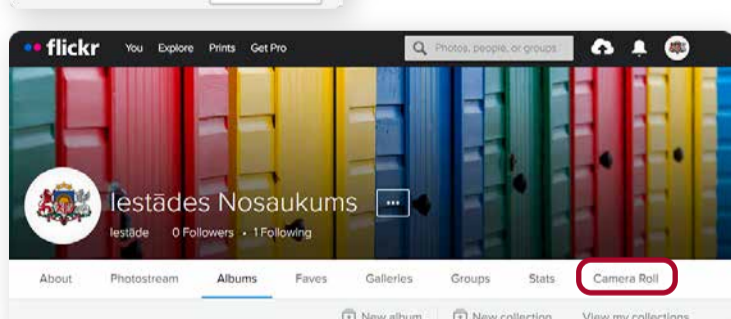 flickr You Explore Prints Get Pro Photos, people, or groups
Iestādes Nosaukums ...
Iestāde 0 Followers • 1 Following
About Photostream Albums Faves Galleries Groups Stats Camera Roll
New album New collection View my collections